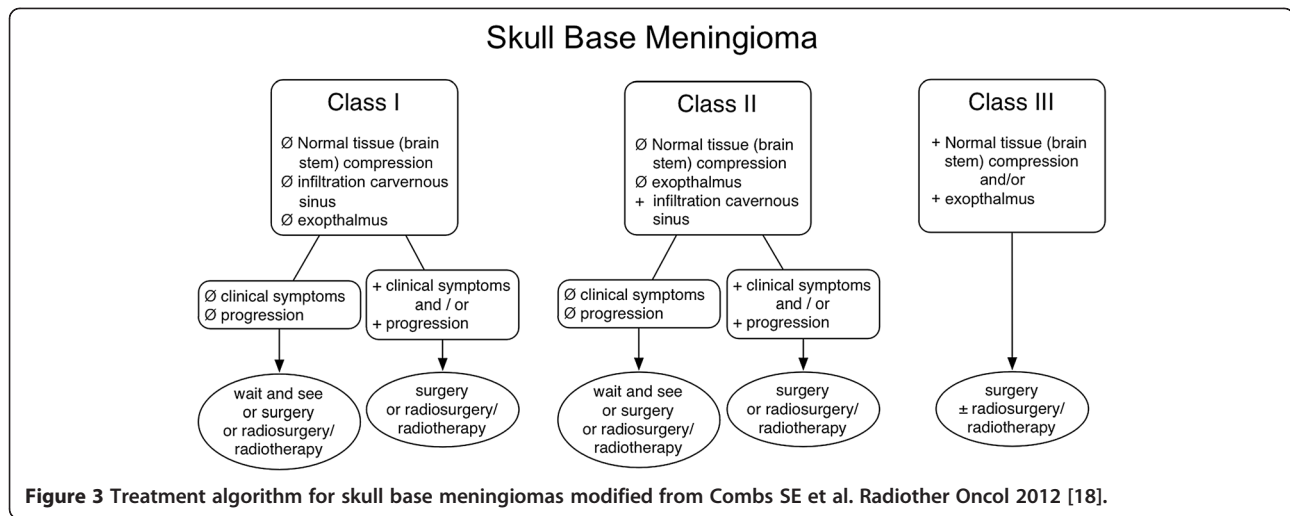 Skull Base Meningioma
Class I
Ø Normal tissue (brain
stem) compression
Ø infiltration carvernous
sinus
Ø exopthalmus
Ø clinical symptoms
Ø progression
wait and see
or surgery
or radiosurgery/
radiotherapy
+ clinical symptoms
and / or
+ progression
surgery
or radiosurgery/
radiotherapy
Class II
Ø Normal tissue (brain
stem) compression
Ø exopthalmus
+ infiltration cavernous
sinus
Ø clinical symptoms
Ø progression
wait and see
or surgery
or radiosurgery/
radiotherapy
+ clinical symptoms
and / or
+ progression
surgery
or radiosurgery/
radiotherapy
Class III
+ Normal tissue (brain
stem) compression
and/or
+ exopthalmus
surgery
± radiosurgery/
radiotherapy
Figure 3 Treatment algorithm for skull base meningiomas modified from Combs SE et al. Radiother Oncol 2012 [18].